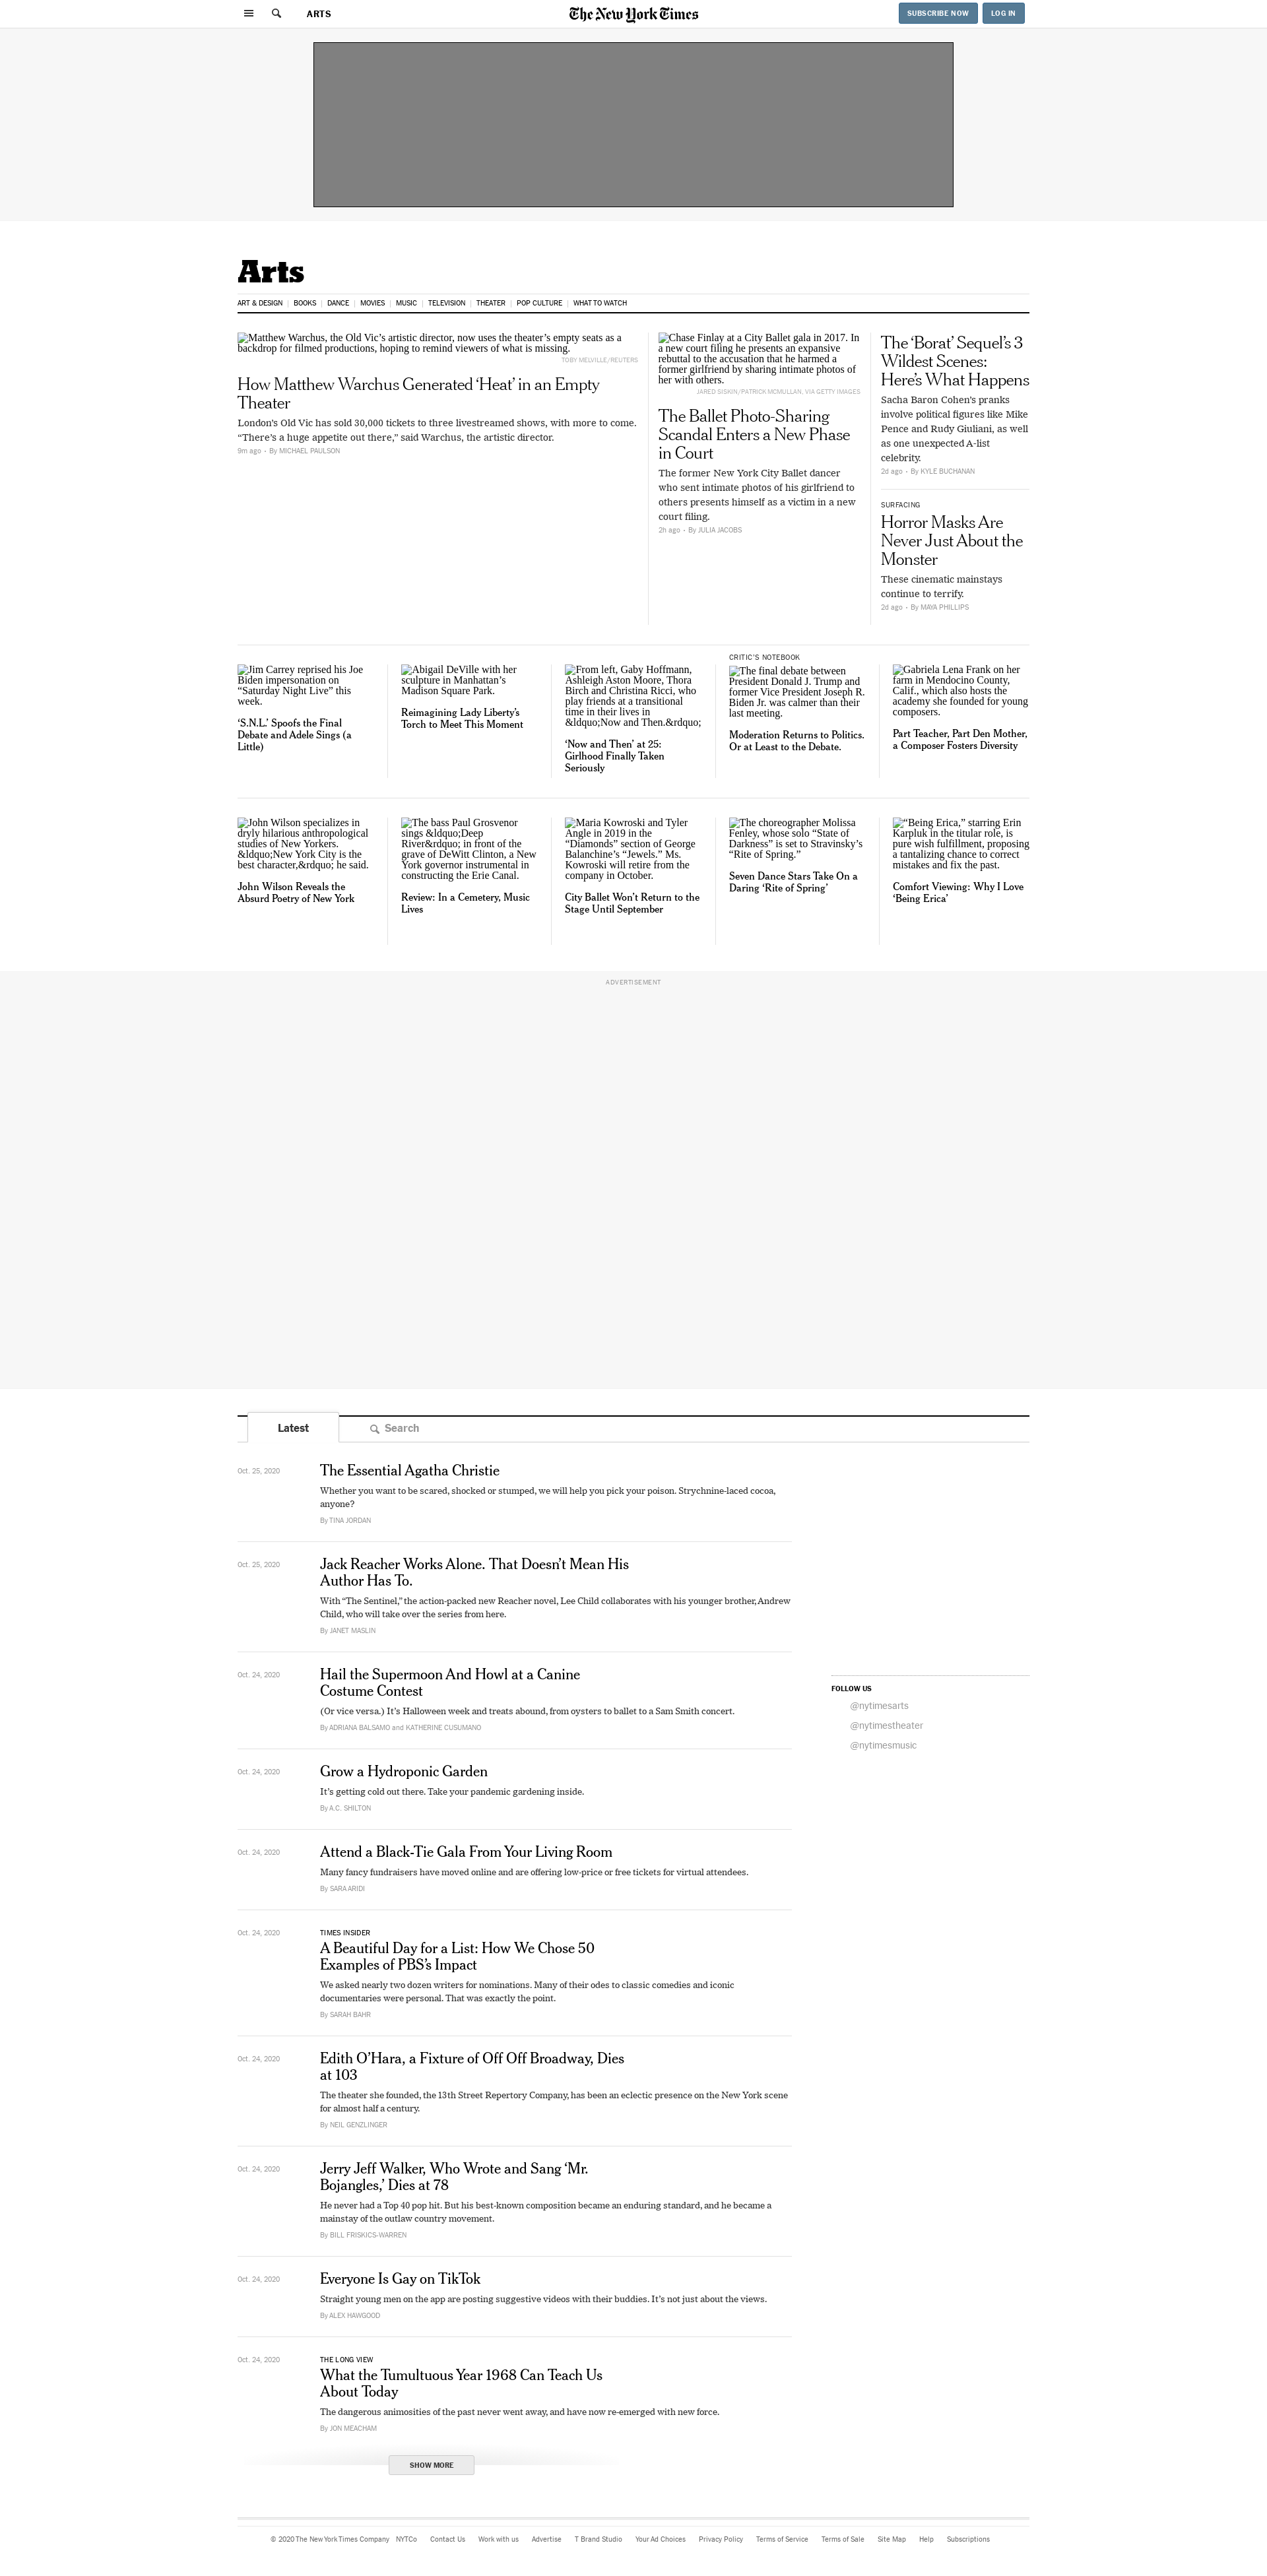 ARTS
The New York Times
SUBSCRIBE NOW
LOG IN
Arts
ART & DESIGN | BOOKS | DANCE | MOVIES | MUSIC | TELEVISION | THEATER | POP CULTURE | WHAT TO WATCH
Matthew Warchus, the Old Vic’s artistic director, now uses the theater’s empty seats as a
backdrop for filmed productions, hoping to remind viewers of what is missing.
TOBY MELVILLE/REUTERS
How Matthew Warchus Generated ‘Heat’ in an Empty
Theater
London’s Old Vic has sold 30,000 tickets to three livestreamed shows, with more to come.
“There’s a huge appetite out there,” said Warchus, the artistic director.
9m ago • By MICHAEL PAULSON
Chase Finlay at a City Ballet gala in 2017. In
a new court filing he presents an expansive
rebuttal to the accusation that he harmed a
former girlfriend by sharing intimate photos of
her with others.
JARED SISKIN/PATRICK MCMULLAN, VIA GETTY IMAGES
The Ballet Photo-Sharing
Scandal Enters a New Phase
in Court
The former New York City Ballet dancer
who sent intimate photos of his girlfriend to
others presents himself as a victim in a new
court filing.
2h ago • By JULIA JACOBS
The ‘Borat’ Sequel’s 3
Wildest Scenes:
Here’s What Happens
Sacha Baron Cohen’s pranks
involve political figures like Mike
Pence and Rudy Giuliani, as well
as one unexpected A-list
celebrity.
2d ago • By KYLE BUCHANAN
SURFACING
Horror Masks Are
Never Just About the
Monster
These cinematic mainstays
continue to terrify.
2d ago • By MAYA PHILLIPS
Jim Carrey reprised his Joe
Biden impersonation on
“Saturday Night Live” this
week.
‘S.N.L.’ Spoofs the Final
Debate and Adele Sings (a
Little)
Abigail DeVille with her
sculpture in Manhattan’s
Madison Square Park.
Reimagining Lady Liberty’s
Torch to Meet This Moment
From left, Gaby Hoffmann,
Ashleigh Aston Moore, Thora
Birch and Christina Ricci, who
play friends at a transitional
time in their lives in
&ldquo;Now and Then.&rdquo;
‘Now and Then’ at 25:
Girlhood Finally Taken
Seriously
CRITIC’S NOTEBOOK
The final debate between
President Donald J. Trump and
former Vice President Joseph R.
Biden Jr. was calmer than their
last meeting.
Moderation Returns to Politics.
Or at Least to the Debate.
Gabriela Lena Frank on her
farm in Mendocino County,
Calif., which also hosts the
academy she founded for young
composers.
Part Teacher, Part Den Mother,
a Composer Fosters Diversity
John Wilson specializes in
dryly hilarious anthropological
studies of New Yorkers.
&ldquo;New York City is the
best character,&rdquo; he said.
John Wilson Reveals the
Absurd Poetry of New York
The bass Paul Grosvenor
sings &ldquo;Deep
River&rdquo; in front of the
grave of DeWitt Clinton, a New
York governor instrumental in
constructing the Erie Canal.
Review: In a Cemetery, Music
Lives
Maria Kowroski and Tyler
Angle in 2019 in the
“Diamonds” section of George
Balanchine’s “Jewels.” Ms.
Kowroski will retire from the
company in October.
City Ballet Won’t Return to the
Stage Until September
The choreographer Molissa
Fenley, whose solo “State of
Darkness” is set to Stravinsky’s
“Rite of Spring.”
Seven Dance Stars Take On a
Daring ‘Rite of Spring’
“Being Erica,” starring Erin
Karpluk in the titular role, is
pure wish fulfillment, proposing
a tantalizing chance to correct
mistakes and fix the past.
Comfort Viewing: Why I Love
‘Being Erica’
ADVERTISEMENT
Latest
Search
Oct. 25, 2020
The Essential Agatha Christie
Whether you want to be scared, shocked or stumped, we will help you pick your poison. Strychnine-laced cocoa,
anyone?
By TINA JORDAN
Oct. 25, 2020
Jack Reacher Works Alone. That Doesn’t Mean His
Author Has To.
With “The Sentinel,” the action-packed new Reacher novel, Lee Child collaborates with his younger brother, Andrew
Child, who will take over the series from here.
By JANET MASLIN
Oct. 24, 2020
Hail the Supermoon And Howl at a Canine
Costume Contest
(Or vice versa.) It’s Halloween week and treats abound, from oysters to ballet to a Sam Smith concert.
By ADRIANA BALSAMO and KATHERINE CUSUMANO
Oct. 24, 2020
Grow a Hydroponic Garden
It’s getting cold out there. Take your pandemic gardening inside.
By A.C. SHILTON
Oct. 24, 2020
Attend a Black-Tie Gala From Your Living Room
Many fancy fundraisers have moved online and are offering low-price or free tickets for virtual attendees.
By SARA ARIDI
Oct. 24, 2020
TIMES INSIDER
A Beautiful Day for a List: How We Chose 50
Examples of PBS’s Impact
We asked nearly two dozen writers for nominations. Many of their odes to classic comedies and iconic
documentaries were personal. That was exactly the point.
By SARAH BAHR
Oct. 24, 2020
Edith O’Hara, a Fixture of Off Off Broadway, Dies
at 103
The theater she founded, the 13th Street Repertory Company, has been an eclectic presence on the New York scene
for almost half a century.
By NEIL GENZLINGER
Oct. 24, 2020
Jerry Jeff Walker, Who Wrote and Sang ‘Mr.
Bojangles,’ Dies at 78
He never had a Top 40 pop hit. But his best-known composition became an enduring standard, and he became a
mainstay of the outlaw country movement.
By BILL FRISKICS-WARREN
Oct. 24, 2020
Everyone Is Gay on TikTok
Straight young men on the app are posting suggestive videos with their buddies. It’s not just about the views.
By ALEX HAWGOOD
Oct. 24, 2020
THE LONG VIEW
What the Tumultuous Year 1968 Can Teach Us
About Today
The dangerous animosities of the past never went away, and have now re-emerged with new force.
By JON MEACHAM
SHOW MORE
FOLLOW US
@nytimesarts
@nytimestheater
@nytimesmusic
© 2020 The New York Times Company NYTCo Contact Us Work with us Advertise T Brand Studio Your Ad Choices Privacy Policy Terms of Service Terms of Sale Site Map Help Subscriptions